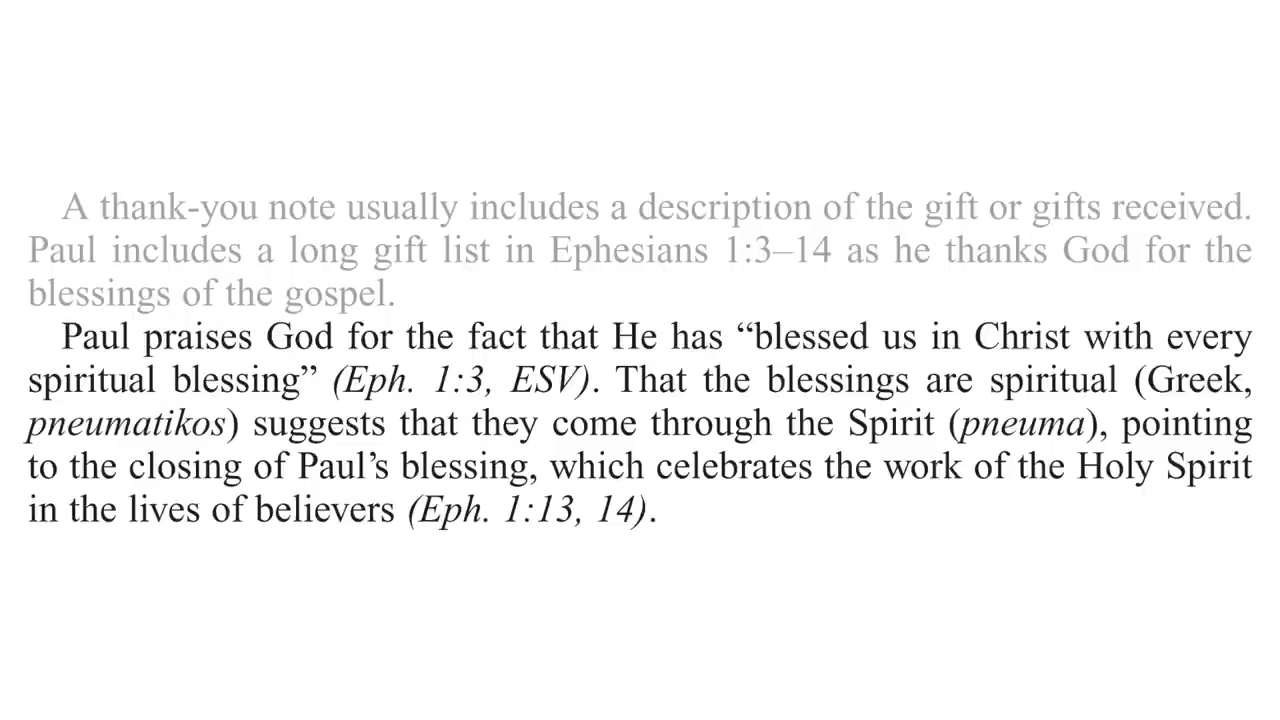 A thank-you note usually includes a description of the gift or gifts received.
Paul includes a long gift list in Ephesians 1:3–14 as he thanks God for the
blessings of the gospel.
Paul praises God for the fact that He has “blessed us in Christ with every
spiritual blessing” (Eph. 1:3, ESV). That the blessings are spiritual (Greek,
pneumatikos) suggests that they come through the Spirit (pneuma), pointing
to the closing of Paul’s blessing, which celebrates the work of the Holy Spirit
in the lives of believers (Eph. 1:13, 14).